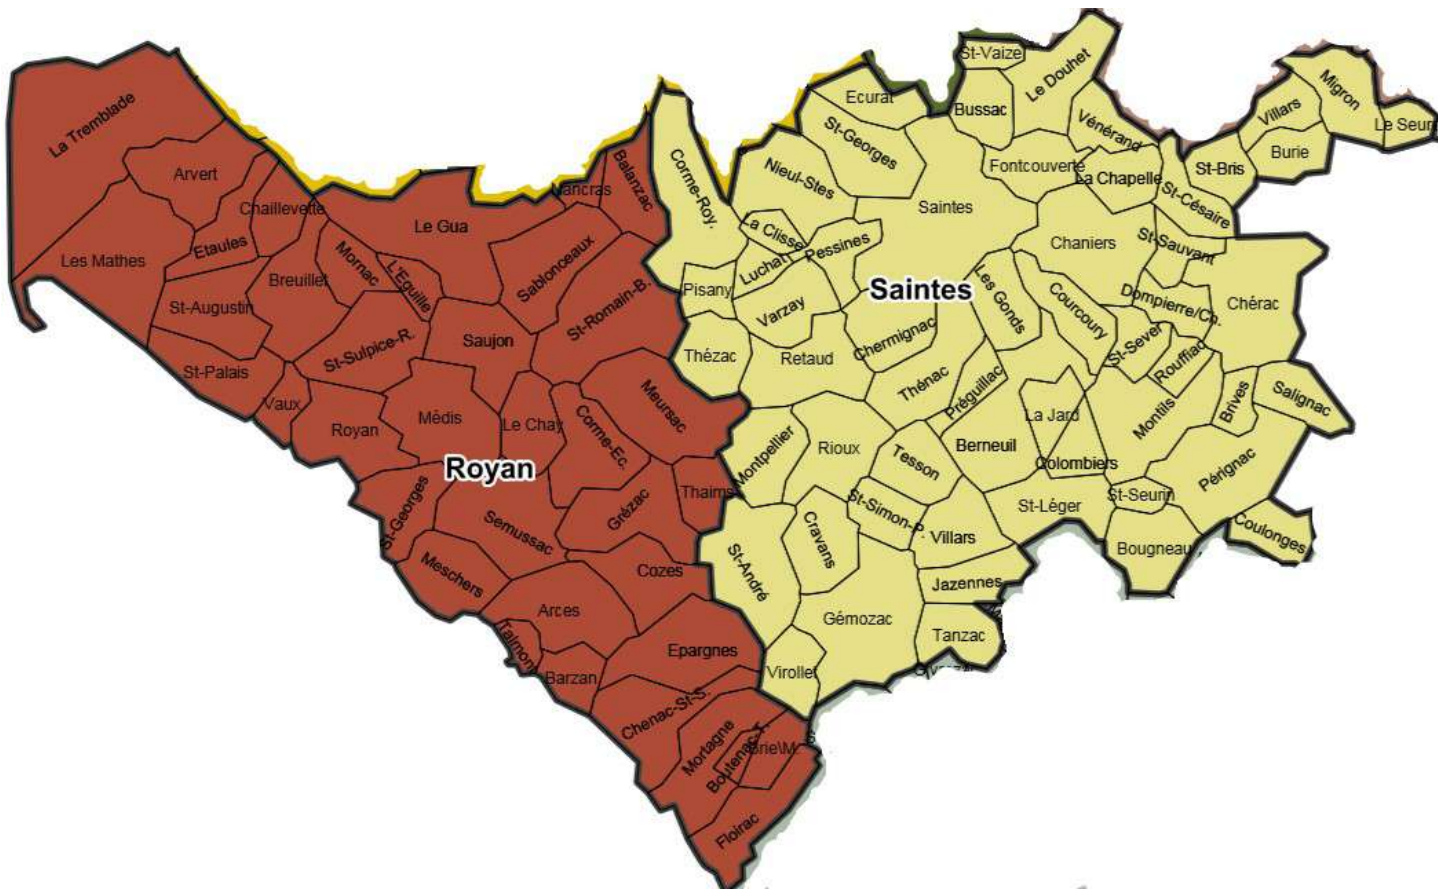 St-Vaize
Le Douhet
Ecurat
Bussac
Migron
Villars
Le Seure
La Tremblade
St-Georges
Vénérand
Burie
Arvert
Nancras
Balanzac
Nieul-Stes
Fontcouverte
La Chapelle
St-Bris
St-Césaire
Chaillevette
Le Gua
Corme-Roy.
Saintes
Etaules
La Clisse
Pessines
Chaniers
St-Sauvant
Les Mathes
Mornac
L'Eguille
Sablonceaux
Luchat
Breuillet
St-Romain-B.
Pisany
Saintes
Les Gonds
Courcoury
Dompierre/Ch.
Chérac
St-Augustin
Varzay
St-Sulpice-R.
Saujon
Chermignac
St-Sever
Rouffiac
Thézac
Retaud
St-Palais
Thénac
Préguillac
Vaux
Meursac
Brives
Salignac
Royan
Médis
Le Chay
Corme-Ec.
La Jard
Montils
Montpellier
Rioux
Berneuil
Tesson
Royan
Colombiers
Pérignac
Thaims
St-Georges
Grézac
St-Simon-P.
St-Léger
St-Seurin
Semussac
Cravans
Villars
Coulonges
Bougneau
Meschers
Cozes
St-André
Jazennes
Arces
Gémozac
Talmont
Epargnes
Tanzac
Barzan
Virollet
Chenac-St-S.
Mortagne
Boutenac-T.
Brie\M.
Floirac